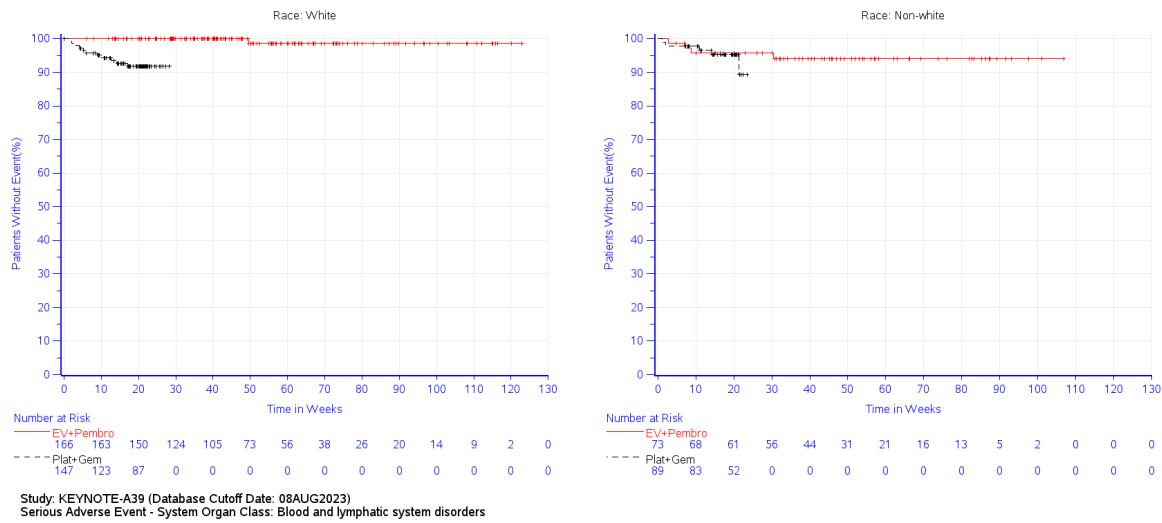 Race: White
Patients Without Event(%)
100
90
80
70
60
50
40
30
20
10
0
0 10 20 30 40 50 60 70 80 90 100 110 120 130
Time in Weeks
Number at Risk
EV+Pembro
166 163 150 124 105 73 56 38 26 20 14 9 2 0
Plat+Gem
147 123 87 0 0 0 0 0 0 0 0 0 0 0
Race: Non-white
Patients Without Event(%)
100
90
80
70
60
50
40
30
20
10
0
0 10 20 30 40 50 60 70 80 90 100 110 120 130
Time in Weeks
Number at Risk
EV+Pembro
73 68 61 56 44 31 21 16 13 5 2 0 0 0
Plat+Gem
89 83 52 0 0 0 0 0 0 0 0 0 0 0
Study: KEYNOTE-A39 (Database Cutoff Date: 08AUG2023)
Serious Adverse Event - System Organ Class: Blood and lymphatic system disorders